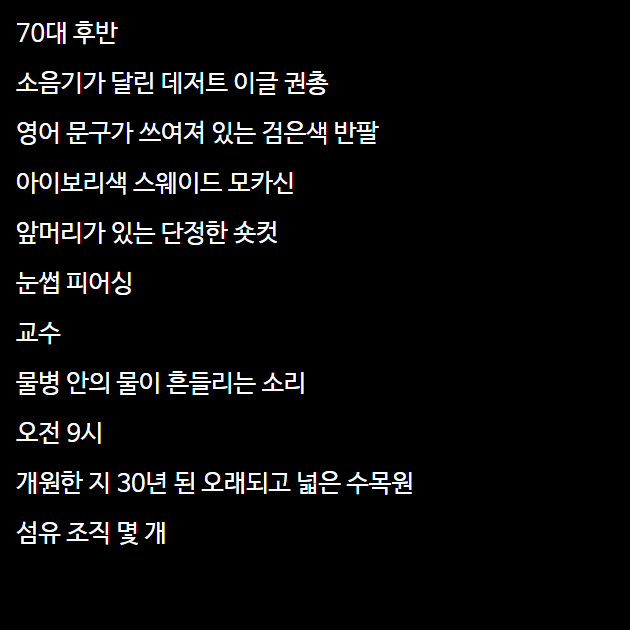 70대 후반
소음기가 달린 데저트 이글 권총
영어 문구가 쓰여져 있는 검은색 반팔
아이보리색 스웨이드 모카신
앞머리가 있는 단정한 숏컷
눈썹 피어싱
교수
물병 안의 물이 흔들리는 소리
오전 9시
개원한 지 30년 된 오래되고 넓은 수목원
섬유 조직 몇 개